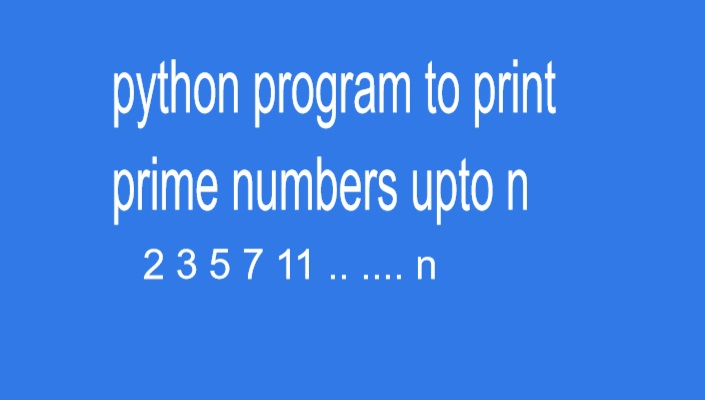 python program to print
prime numbers upto n
2 3 5 7 11 .. .... n